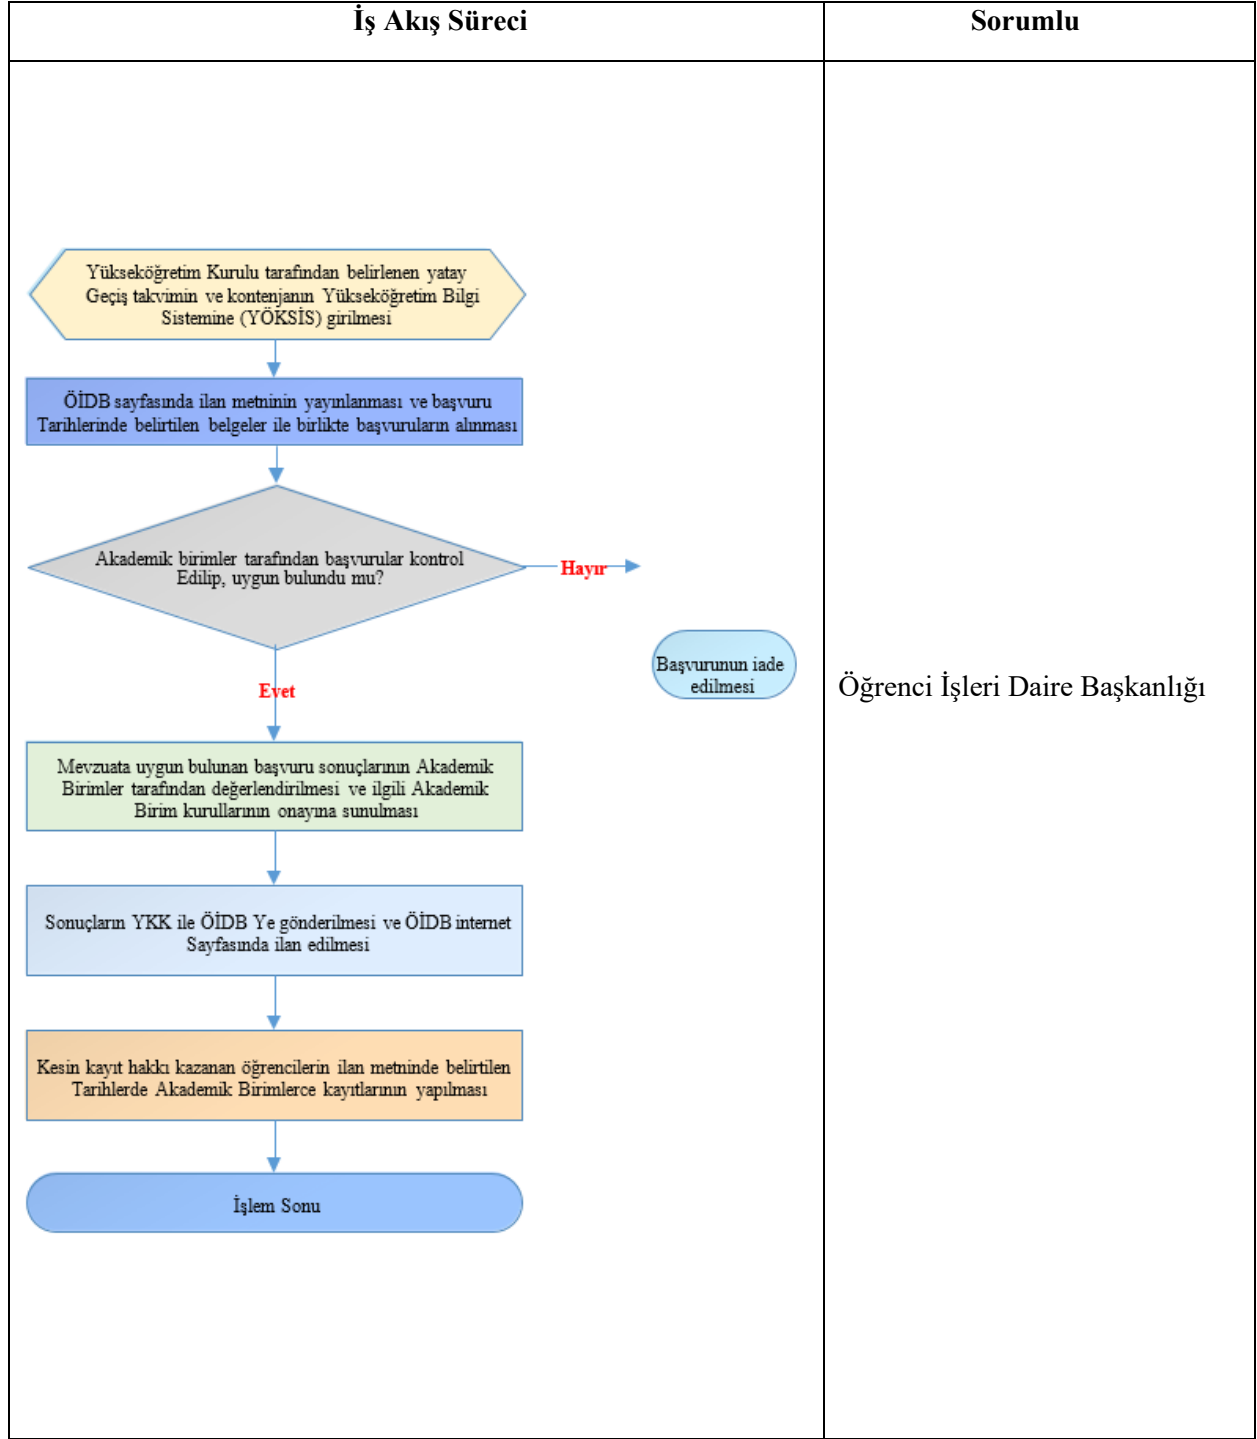 İş Akış Süreci
Sorumlu
Yükseköğretim Kurulu tarafından belirlenen yatay
Geçiş takvimin ve kontenjanın Yükseköğretim Bilgi
Sistemine (YÖKSİS) girilmesi
ÖİDB sayfasında ilan metninin yayınlanması ve başvuru
Tarihlerinde belirtilen belgeler ile birlikte başvuruların alınması
Akademik birimler tarafından başvurular kontrol
Edilip, uygun bulundu mu?
Hayır
Başvurunun iade
edilmesi
Evet
Öğrenci İşleri Daire Başkanlığı
Mevzuata uygun bulunan başvuru sonuçlarının Akademik
Birimler tarafından değerlendirilmesi ve ilgili Akademik
Birim kurullarının onayına sunulması
Sonuçların YKK ile ÖİDB Ye gönderilmesi ve ÖİDB internet
Sayfasında ilan edilmesi
Kesin kayıt hakkı kazanan öğrencilerin ilan metninde belirtilen
Tarihlerde Akademik Birimlerce kayıtlarının yapılması
İşlem Sonu